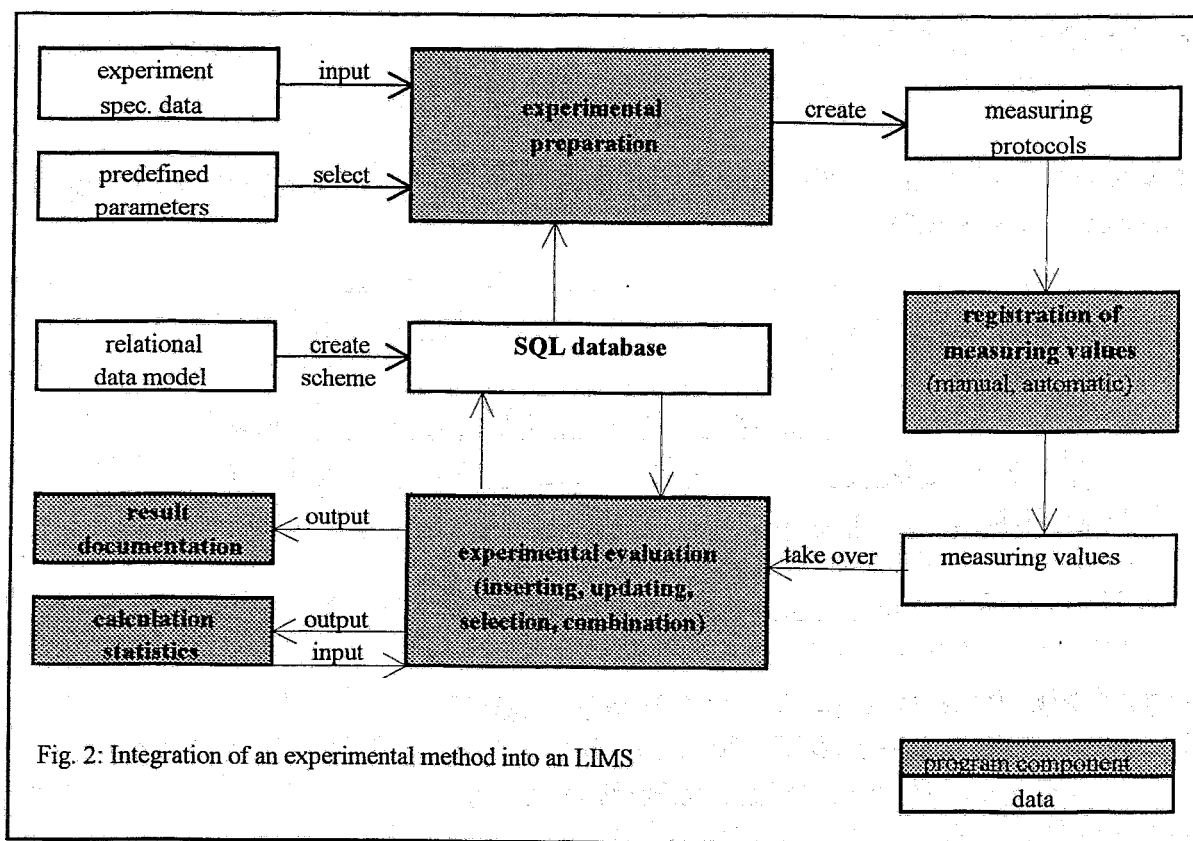 experiment
spec. data
input
experimental
preparation
create
measuring
protocols
predefined
parameters
select
relational
data model
create
scheme
SQL database
registration of
measuring values
(manual, automatic)
result
documentation
output
experimental evaluation
(inserting, updating,
selection, combination)
take over
measuring values
calculation
statistics
output
input
Fig. 2: Integration of an experimental method into an LIMS
program component
data